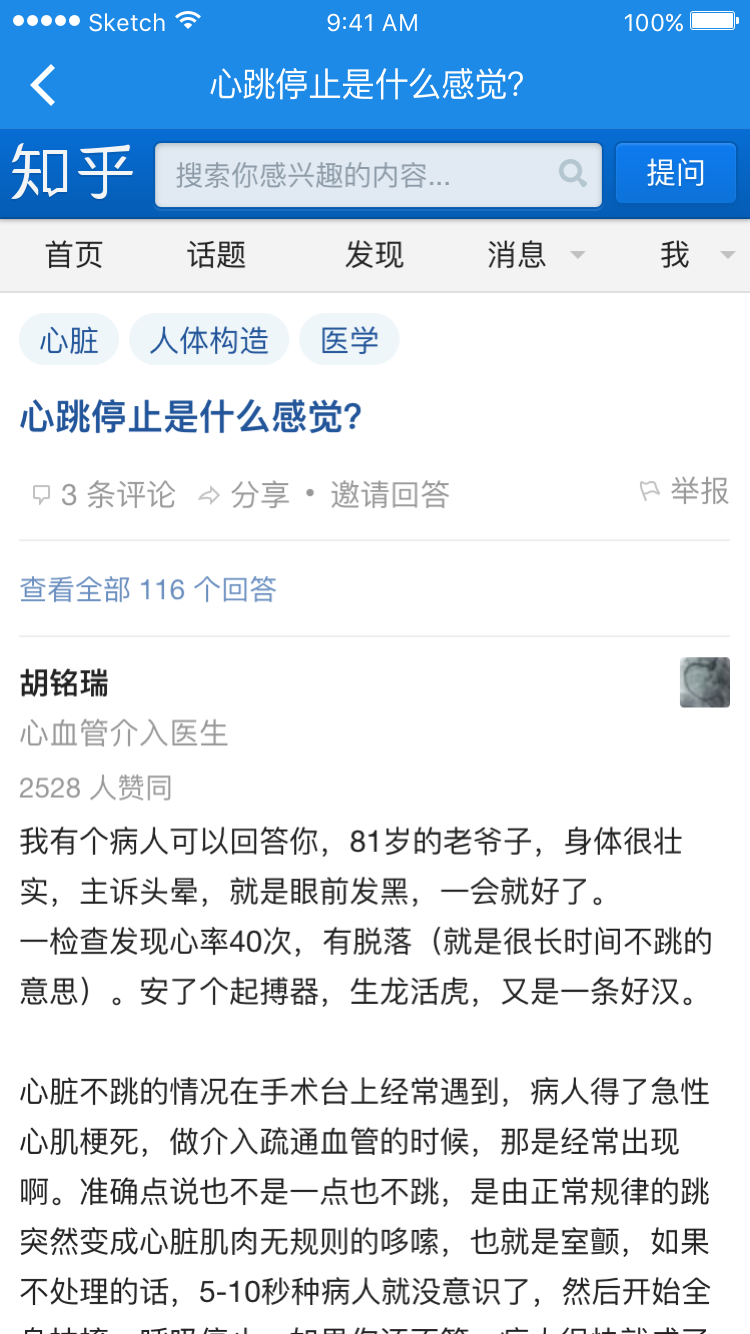 Sketch 9:41 AM 100%
心跳停止是什么感觉?
知乎 搜索你感兴趣的内容... 提问
首页 话题 发现 消息 我
心脏 人体构造 医学
心跳停止是什么感觉?
3 条评论 分享 • 邀请回答 举报
查看全部 116 个回答
胡铭瑞
心血管介入医生
2528 人赞同
我有个病人可以回答你，81岁的老爷子，身体很壮
实，主诉头晕，就是眼前发黑，一会就好了。
一检查发现心率40次，有脱落（就是很长时间不跳的
意思）。安了个起搏器，生龙活虎，又是一条好汉。
心脏不跳的情况在手术台上经常遇到，病人得了急性
心肌梗死，做介入疏通血管的时候，那是经常出现
啊。准确点说也不是一点也不跳，是由正常规律的跳
突然变成心脏肌肉无规则的哆嗦，也就是室颤，如果
不处理的话，5-10秒种病人就没意识了，然后开始全